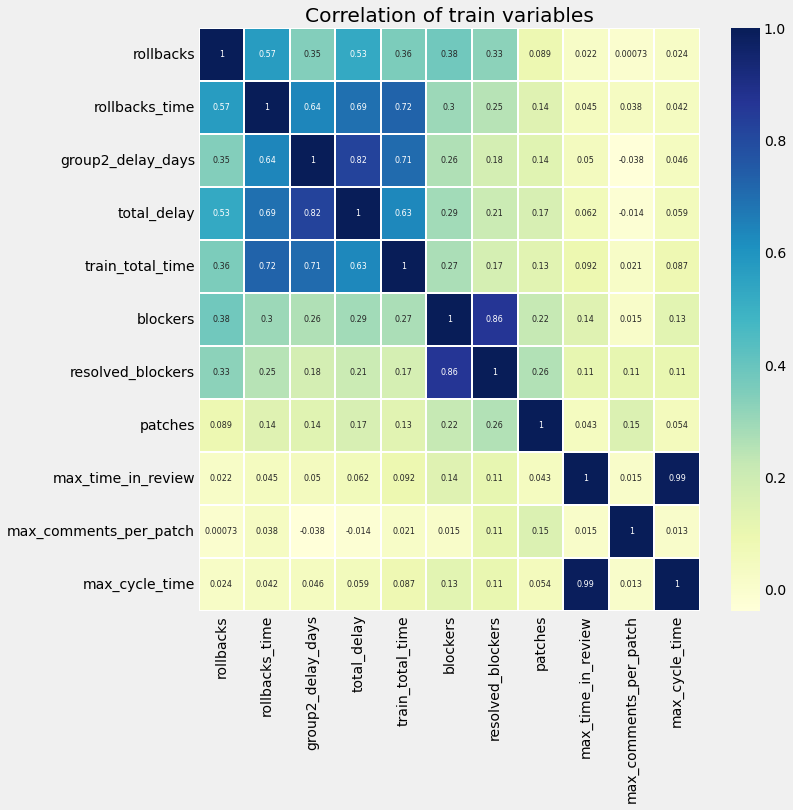 Correlation of train variables
rollbacks 1 0.57 0.35 0.53 0.36 0.38 0.33 0.089 0.022 0.00073 0.024
rollbacks_time 0.57 1 0.64 0.69 0.72 0.3 0.25 0.14 0.045 0.038 0.042
group2_delay_days 0.35 0.64 1 0.82 0.71 0.26 0.18 0.14 0.05 -0.038 0.046
total_delay 0.53 0.69 0.82 1 0.63 0.29 0.21 0.17 0.062 -0.014 0.059
train_total_time 0.36 0.72 0.71 0.63 1 0.27 0.17 0.13 0.092 0.021 0.087
blockers 0.38 0.3 0.26 0.29 0.27 1 0.86 0.22 0.14 0.015 0.13
resolved_blockers 0.33 0.25 0.18 0.21 0.17 0.86 1 0.26 0.11 0.11 0.11
patches 0.089 0.14 0.14 0.17 0.13 0.22 0.26 1 0.043 0.15 0.054
max_time_in_review 0.022 0.045 0.05 0.062 0.092 0.14 0.11 0.043 1 0.015 0.99
max_comments_per_patch 0.00073 0.038 -0.038 -0.014 0.021 0.015 0.11 0.15 0.015 1 0.013
max_cycle_time 0.024 0.042 0.046 0.059 0.087 0.13 0.11 0.054 0.99 0.013 1
rollbacks
rollbacks_time
group2_delay_days
total_delay
train_total_time
blockers
resolved_blockers
patches
max_time_in_review
max_comments_per_patch
max_cycle_time
1.0
0.8
0.6
0.4
0.2
0.0